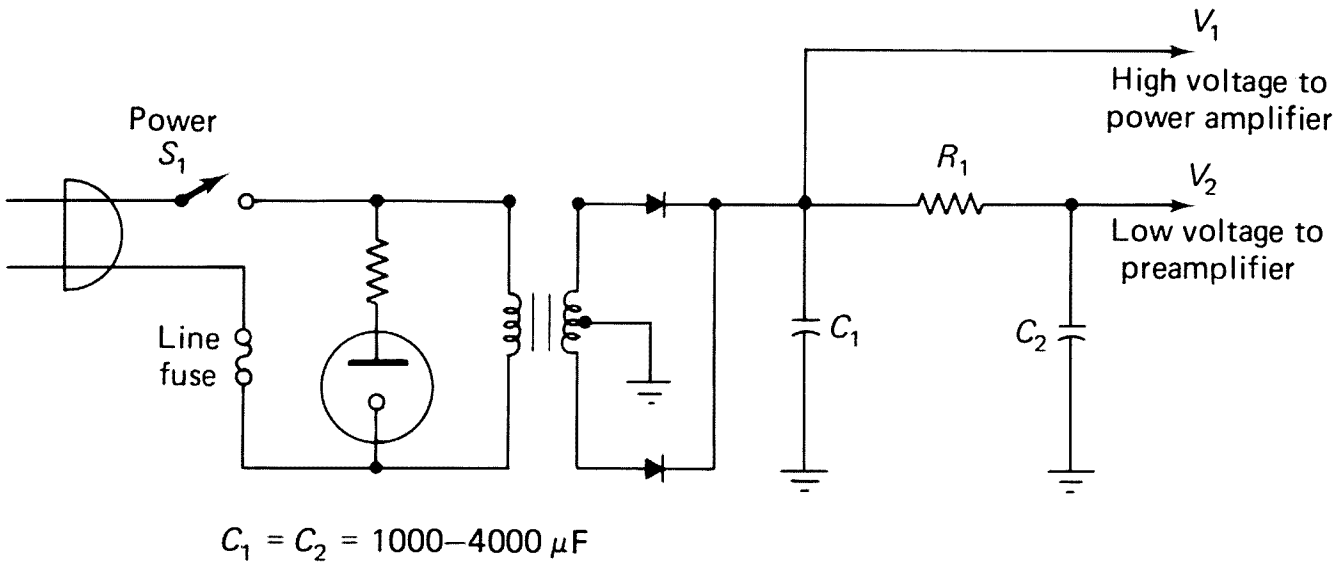 V₁
High voltage to
power amplifier
Power
S₁
R₁
V₂
Low voltage to
preamplifier
Line
fuse
C₁
C₂
C₁ = C₂ = 1000–4000 μF